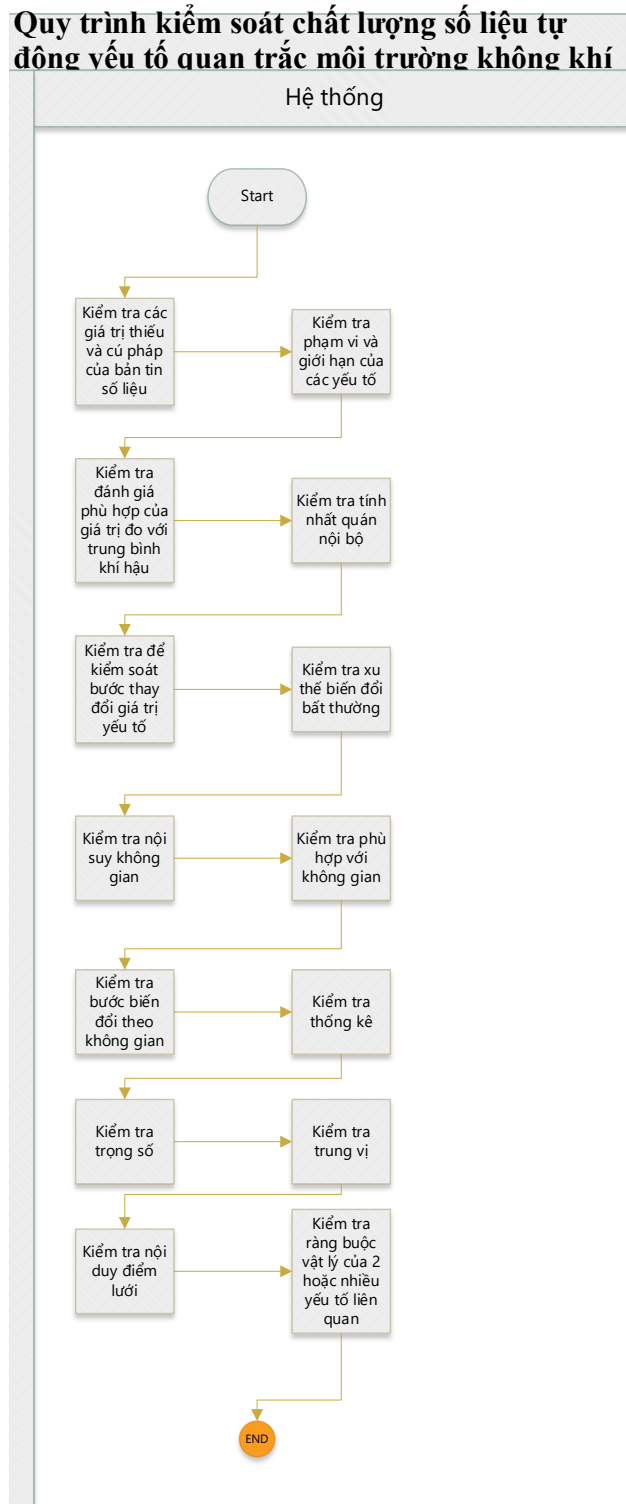 Quy trình kiểm soát chất lượng số liệu tự
động yếu tố quan trắc môi trường không khí
Hệ thống
Start
Kiểm tra các
giá trị thiếu
và cú pháp
của bản tin
số liệu
Kiểm tra
phạm vi và
giới hạn của
các yếu tố
Kiểm tra
đánh giá
phù hợp của
giá trị đo với
trung bình
khí hậu
Kiểm tra tính
nhất quán
nội bộ
Kiểm tra để
kiểm soát
bước thay
đổi giá trị
yếu tố
Kiểm tra xu
thế biến đổi
bất thường
Kiểm tra nội
suy không
gian
Kiểm tra phù
hợp với
không gian
Kiểm tra
bước biến
đổi theo
không gian
Kiểm tra
thống kê
Kiểm tra
trọng số
Kiểm tra
trung vị
Kiểm tra nội
duy điểm
lưới
Kiểm tra
ràng buộc
vật lý của 2
hoặc nhiều
yếu tố liên
quan
END